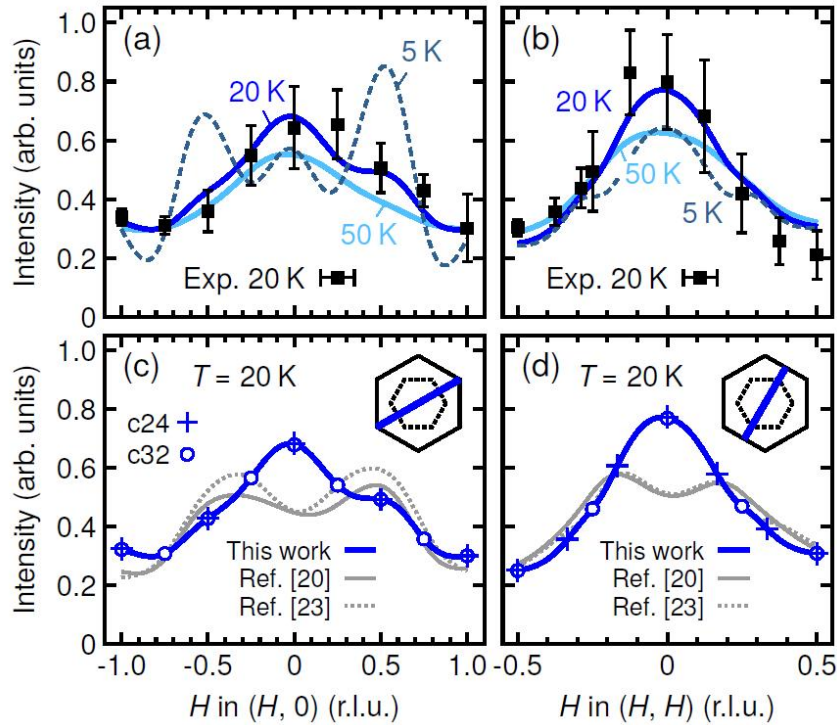 (a)
(b)
Intensity (arb. units)
1.0
0.8
0.6
0.4
0.2
0
20 K
5 K
50 K
Exp. 20 K
20 K
50 K
5 K
Exp. 20 K
(c)
T = 20 K
(d)
T = 20 K
Intensity (arb. units)
1.0
0.8
0.6
0.4
0.2
0
c24
c32
This work
Ref. [20]
Ref. [23]
This work
Ref. [20]
Ref. [23]
-1.0 -0.5 0 0.5 1.0
-0.5 0 0.5
H in (H, 0) (r.l.u.)
H in (H, H) (r.l.u.)